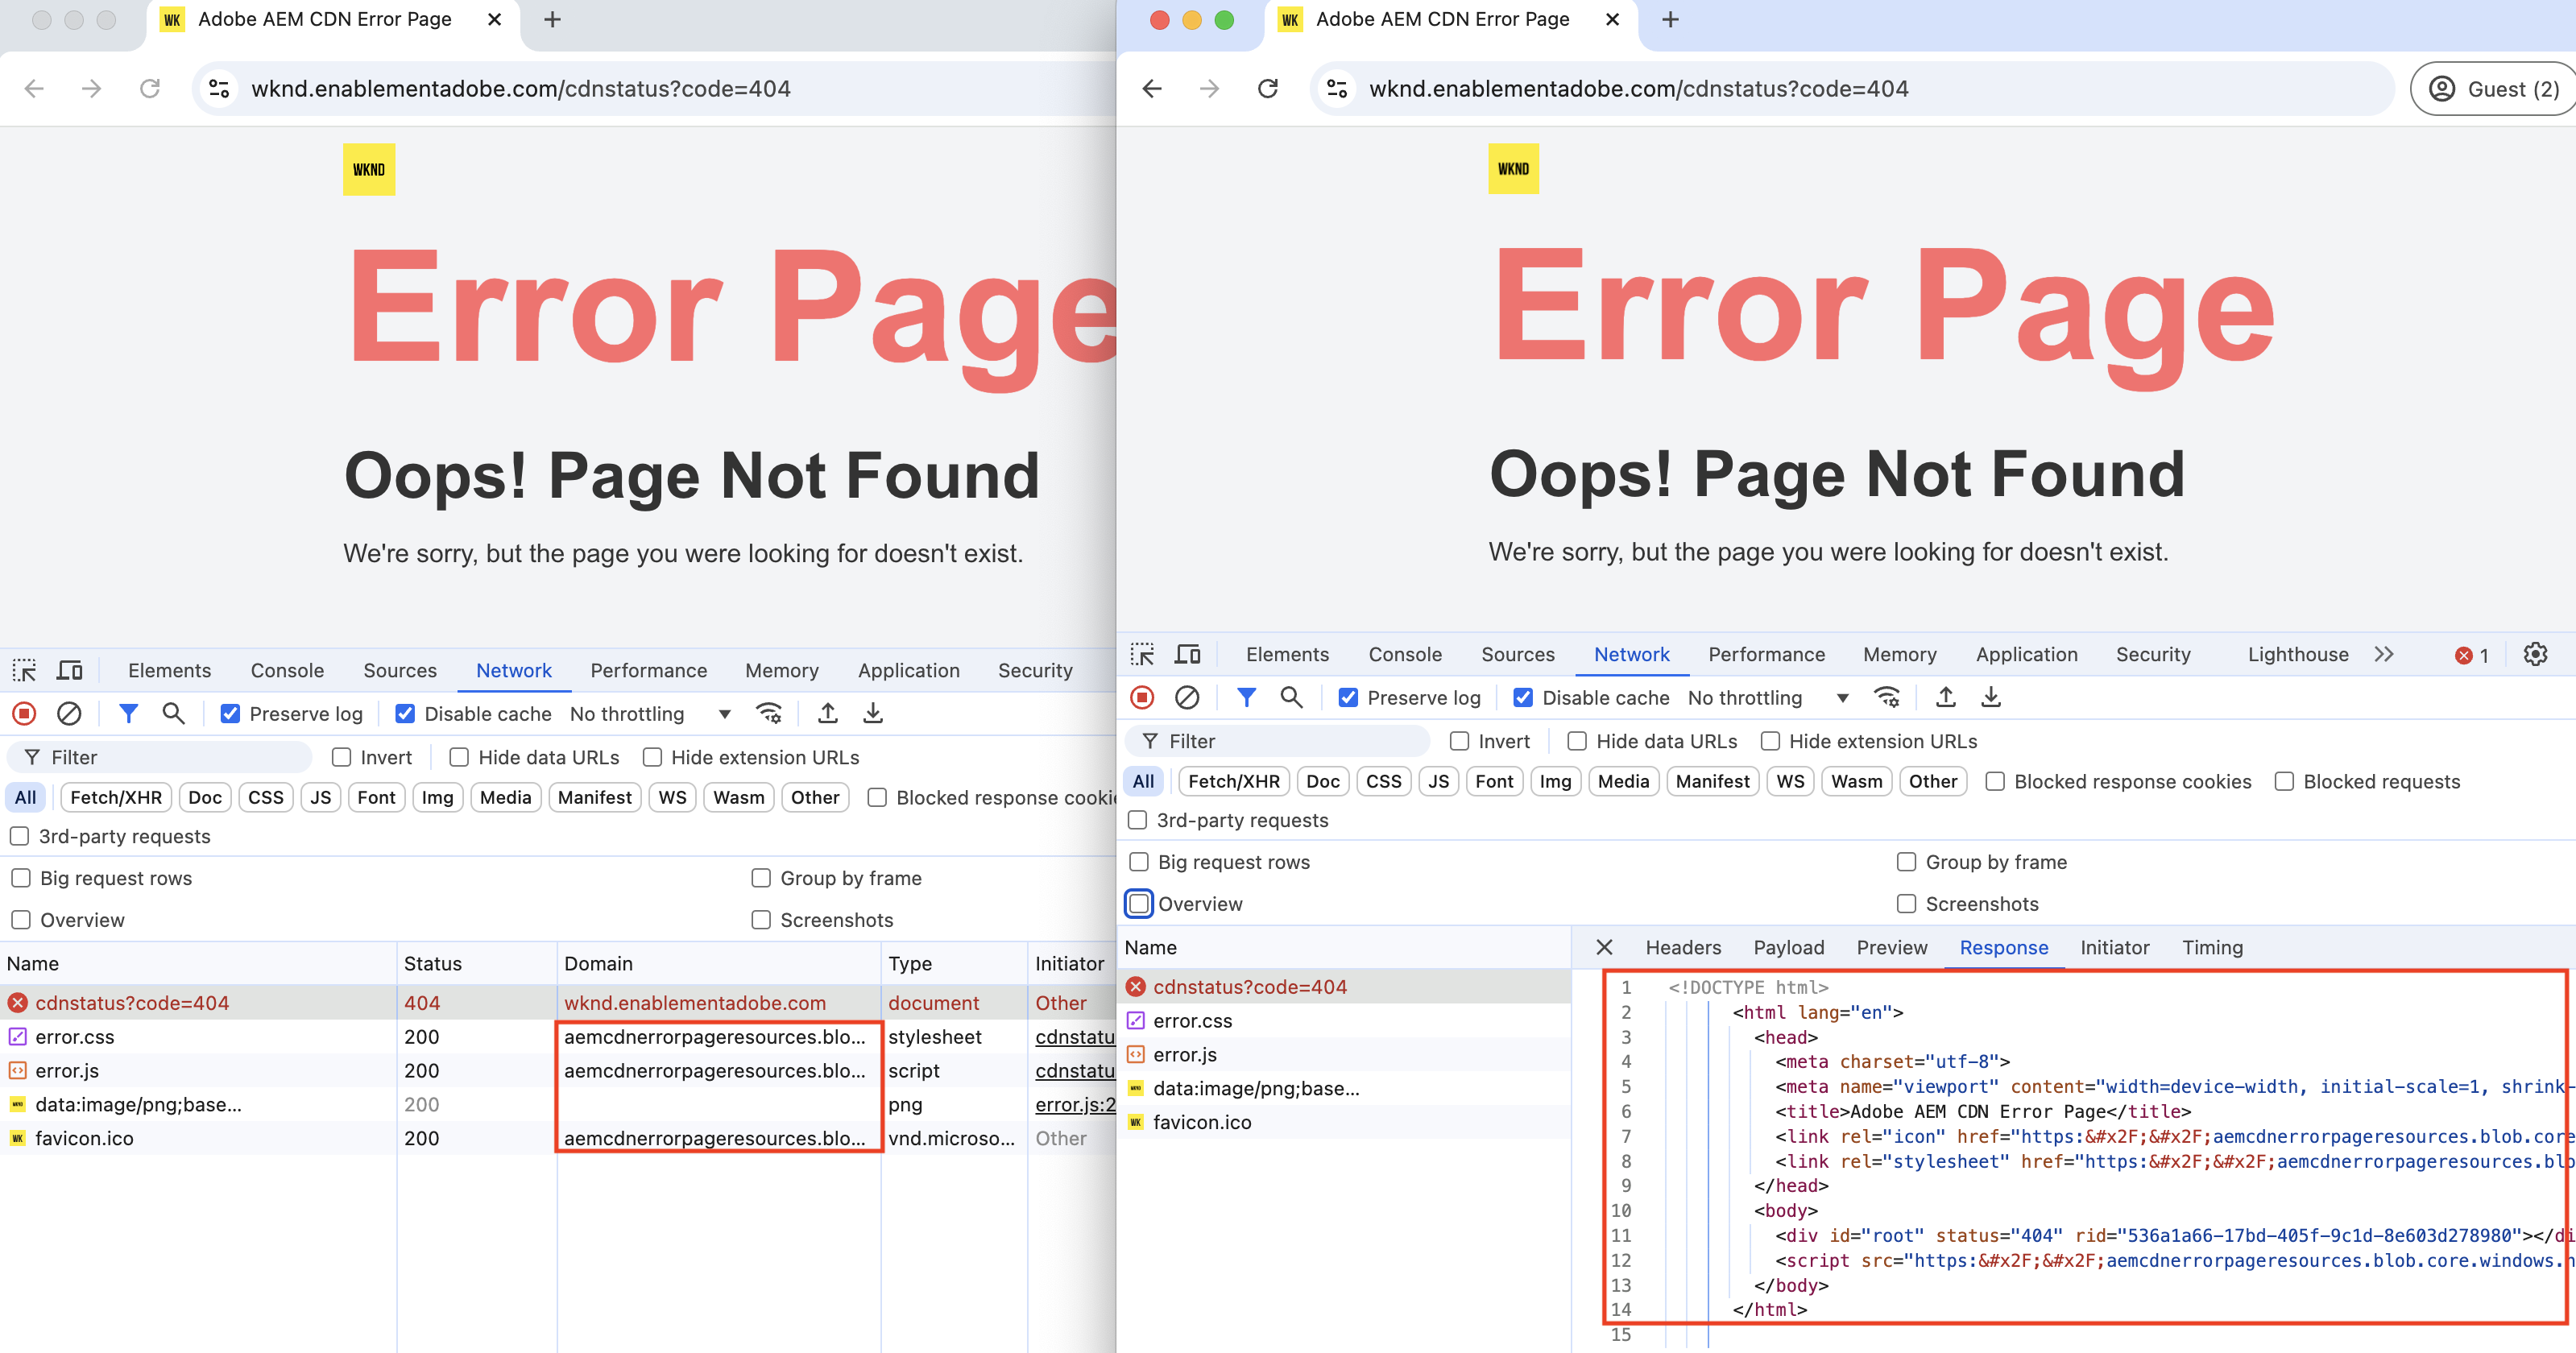 WK Adobe AEM CDN Error Page
wknd.enablementadobe.com/cdnstatus?code=404
WKND
Error Page
Oops! Page Not Found
We're sorry, but the page you were looking for doesn't exist.
Elements Console Sources Network Performance Memory Application Security
Preserve log Disable cache No throttling
Filter Invert Hide data URLs Hide extension URLs
All Fetch/XHR Doc CSS JS Font Img Media Manifest WS Wasm Other Blocked response cookie
3rd-party requests
Big request rows Group by frame
Overview Screenshots
Name Status Domain Type Initiator
cdnstatus?code=404 404 wknd.enablementadobe.com document Other
error.css 200 aemcdnerrorpageresources.blo... stylesheet cdnstatu
error.js 200 aemcdnerrorpageresources.blo... script cdnstatu
data:image/png;base... 200 png error.js:2
WK favicon.ico 200 aemcdnerrorpageresources.blo... vnd.microso... Other
WK Adobe AEM CDN Error Page
wknd.enablementadobe.com/cdnstatus?code=404 Guest (2)
WKND
Error Page
Oops! Page Not Found
We're sorry, but the page you were looking for doesn't exist.
Elements Console Sources Network Performance Memory Application Security Lighthouse 1
Preserve log Disable cache No throttling
Filter Invert Hide data URLs Hide extension URLs
All Fetch/XHR Doc CSS JS Font Img Media Manifest WS Wasm Other Blocked response cookies Blocked requests
3rd-party requests
Big request rows Group by frame
Overview Screenshots
Name
cdnstatus?code=404
error.css
error.js
data:image/png;base...
WK favicon.ico
Headers Payload Preview Response Initiator Timing
1 <!DOCTYPE html>
2 <html lang="en">
3 <head>
4 <meta charset="utf-8">
5 <meta name="viewport" content="width=device-width, initial-scale=1, shrink-
6 <title>Adobe AEM CDN Error Page</title>
7 <link rel="icon" href="https:&#x2F;&#x2F;aemcdnerrorpageresources.blob.core
8 <link rel="stylesheet" href="https:&#x2F;&#x2F;aemcdnerrorpageresources.blo
9 </head>
10 <body>
11 <div id="root" status="404" rid="536a1a66-17bd-405f-9c1d-8e603d278980"></di
12 <script src="https:&#x2F;&#x2F;aemcdnerrorpageresources.blob.core.windows.n
13 </body>
14 </html>
15